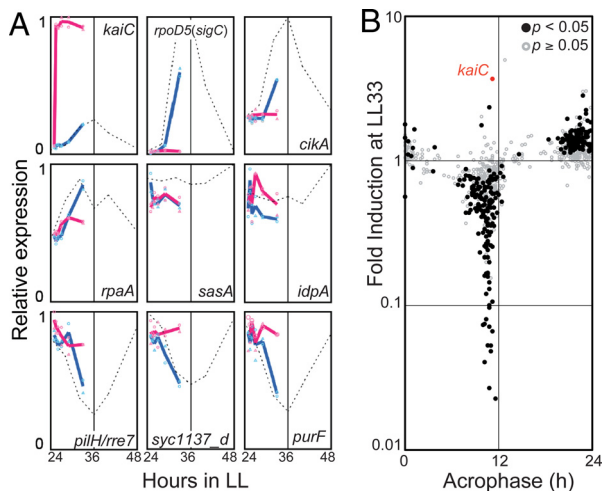 A
Relative expression
1
0
kaiC
rpoD5(sigC)
cikA
1
0
rpaA
sasA
idpA
1
0
pilH/rre7
syc1137_d
purF
24 36 48
24 36 48
24 36 48
Hours in LL
B
p < 0.05
p ≥ 0.05
kaiC
Fold Induction at LL33
10
1
0.1
0.01
0 12 24
Acrophase (h)